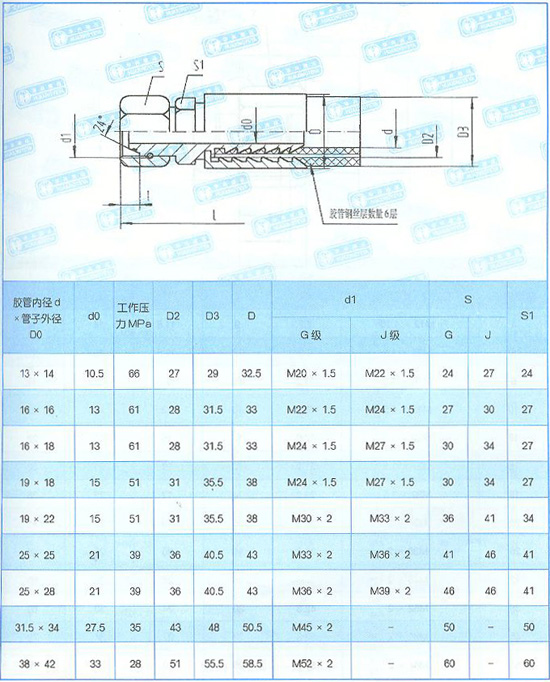 S
S1
24°
d1
d0
D
d
D2
D3
l
l
胶管钢丝层数量6层
胶管内径 d
×管子外径
D0
d0
工作压
力 MPa
D2
D3
D
d1
G 级
J 级
S
G
J
S1
13 × 14 10.5 66 27 29 32.5 M20 × 1.5 M22 × 1.5 24 27 24
16 × 16 13 61 28 31.5 33 M22 × 1.5 M24 × 1.5 27 30 27
16 × 18 13 61 28 31.5 33 M24 × 1.5 M27 × 1.5 30 34 27
19 × 18 15 51 31 35.5 38 M24 × 1.5 M27 × 1.5 30 34 27
19 × 22 15 51 31 35.5 38 M30 × 2 M33 × 2 36 41 34
25 × 25 21 39 36 40.5 43 M33 × 2 M36 × 2 41 46 41
25 × 28 21 39 36 40.5 43 M36 × 2 M39 × 2 46 46 41
31.5 × 34 27.5 35 43 48 50.5 M45 × 2 – 50 – 50
38 × 42 33 28 51 55.5 58.5 M52 × 2 – 60 – 60